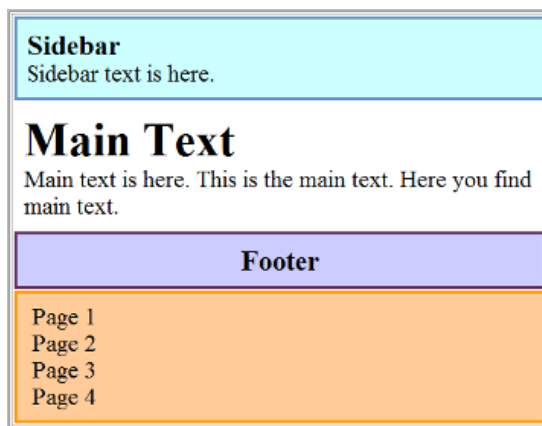 Sidebar
Sidebar text is here.
Main Text
Main text is here. This is the main text. Here you find
main text.
Footer
Page 1
Page 2
Page 3
Page 4